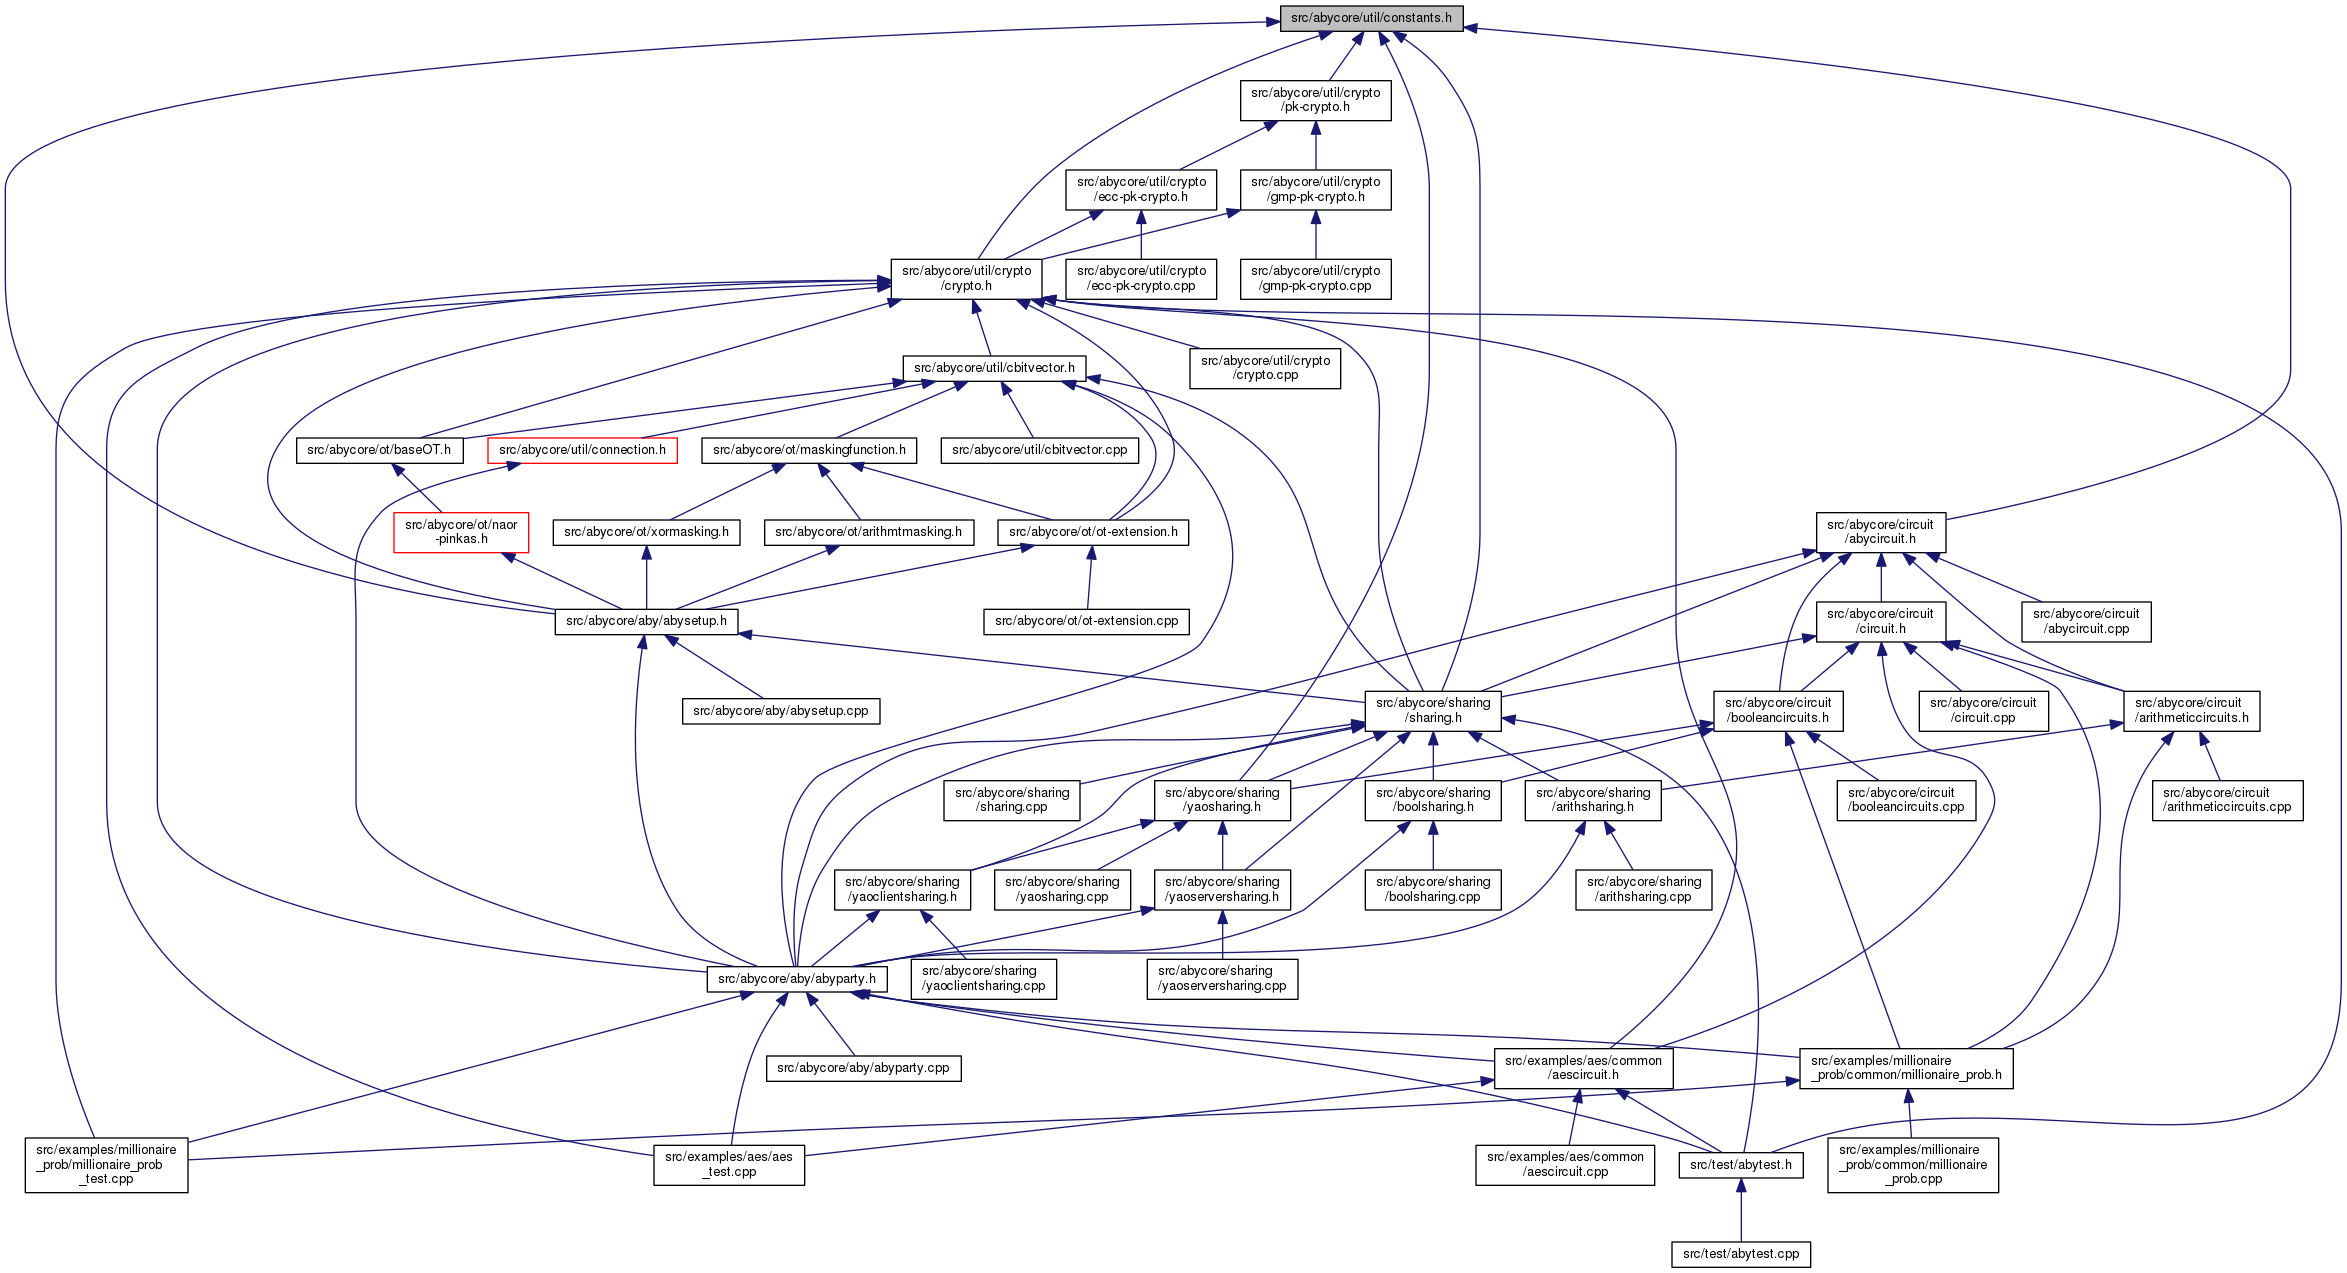 src/abycore/util/constants.h
src/abycore/util/crypto
/pk-crypto.h
src/abycore/util/crypto
/ecc-pk-crypto.h
src/abycore/util/crypto
/gmp-pk-crypto.h
src/abycore/util/crypto
/crypto.h
src/abycore/util/crypto
/ecc-pk-crypto.cpp
src/abycore/util/crypto
/gmp-pk-crypto.cpp
src/abycore/util/cbitvector.h
src/abycore/util/crypto
/crypto.cpp
src/abycore/ot/baseOT.h
src/abycore/util/connection.h
src/abycore/ot/maskingfunction.h
src/abycore/util/cbitvector.cpp
src/abycore/ot/naor
-pinkas.h
src/abycore/ot/xormasking.h
src/abycore/ot/arithmtmasking.h
src/abycore/ot/ot-extension.h
src/abycore/circuit
/abycircuit.h
src/abycore/aby/abysetup.h
src/abycore/ot/ot-extension.cpp
src/abycore/circuit
/circuit.h
src/abycore/circuit
/abycircuit.cpp
src/abycore/aby/abysetup.cpp
src/abycore/sharing
/sharing.h
src/abycore/circuit
/booleancircuits.h
src/abycore/circuit
/circuit.cpp
src/abycore/circuit
/arithmeticcircuits.h
src/abycore/sharing
/sharing.cpp
src/abycore/sharing
/yaosharing.h
src/abycore/sharing
/boolsharing.h
src/abycore/sharing
/arithsharing.h
src/abycore/circuit
/booleancircuits.cpp
src/abycore/circuit
/arithmeticcircuits.cpp
src/abycore/sharing
/yaoclientsharing.h
src/abycore/sharing
/yaosharing.cpp
src/abycore/sharing
/yaoserversharing.h
src/abycore/sharing
/boolsharing.cpp
src/abycore/sharing
/arithsharing.cpp
src/abycore/aby/abyparty.h
src/abycore/sharing
/yaoclientsharing.cpp
src/abycore/sharing
/yaoserversharing.cpp
src/abycore/aby/abyparty.cpp
src/examples/aes/common
/aescircuit.h
src/examples/millionaire
_prob/common/millionaire_prob.h
src/examples/millionaire
_prob/millionaire_prob
_test.cpp
src/examples/aes/aes
_test.cpp
src/examples/aes/common
/aescircuit.cpp
src/test/abytest.h
src/examples/millionaire
_prob/common/millionaire
_prob.cpp
src/test/abytest.cpp